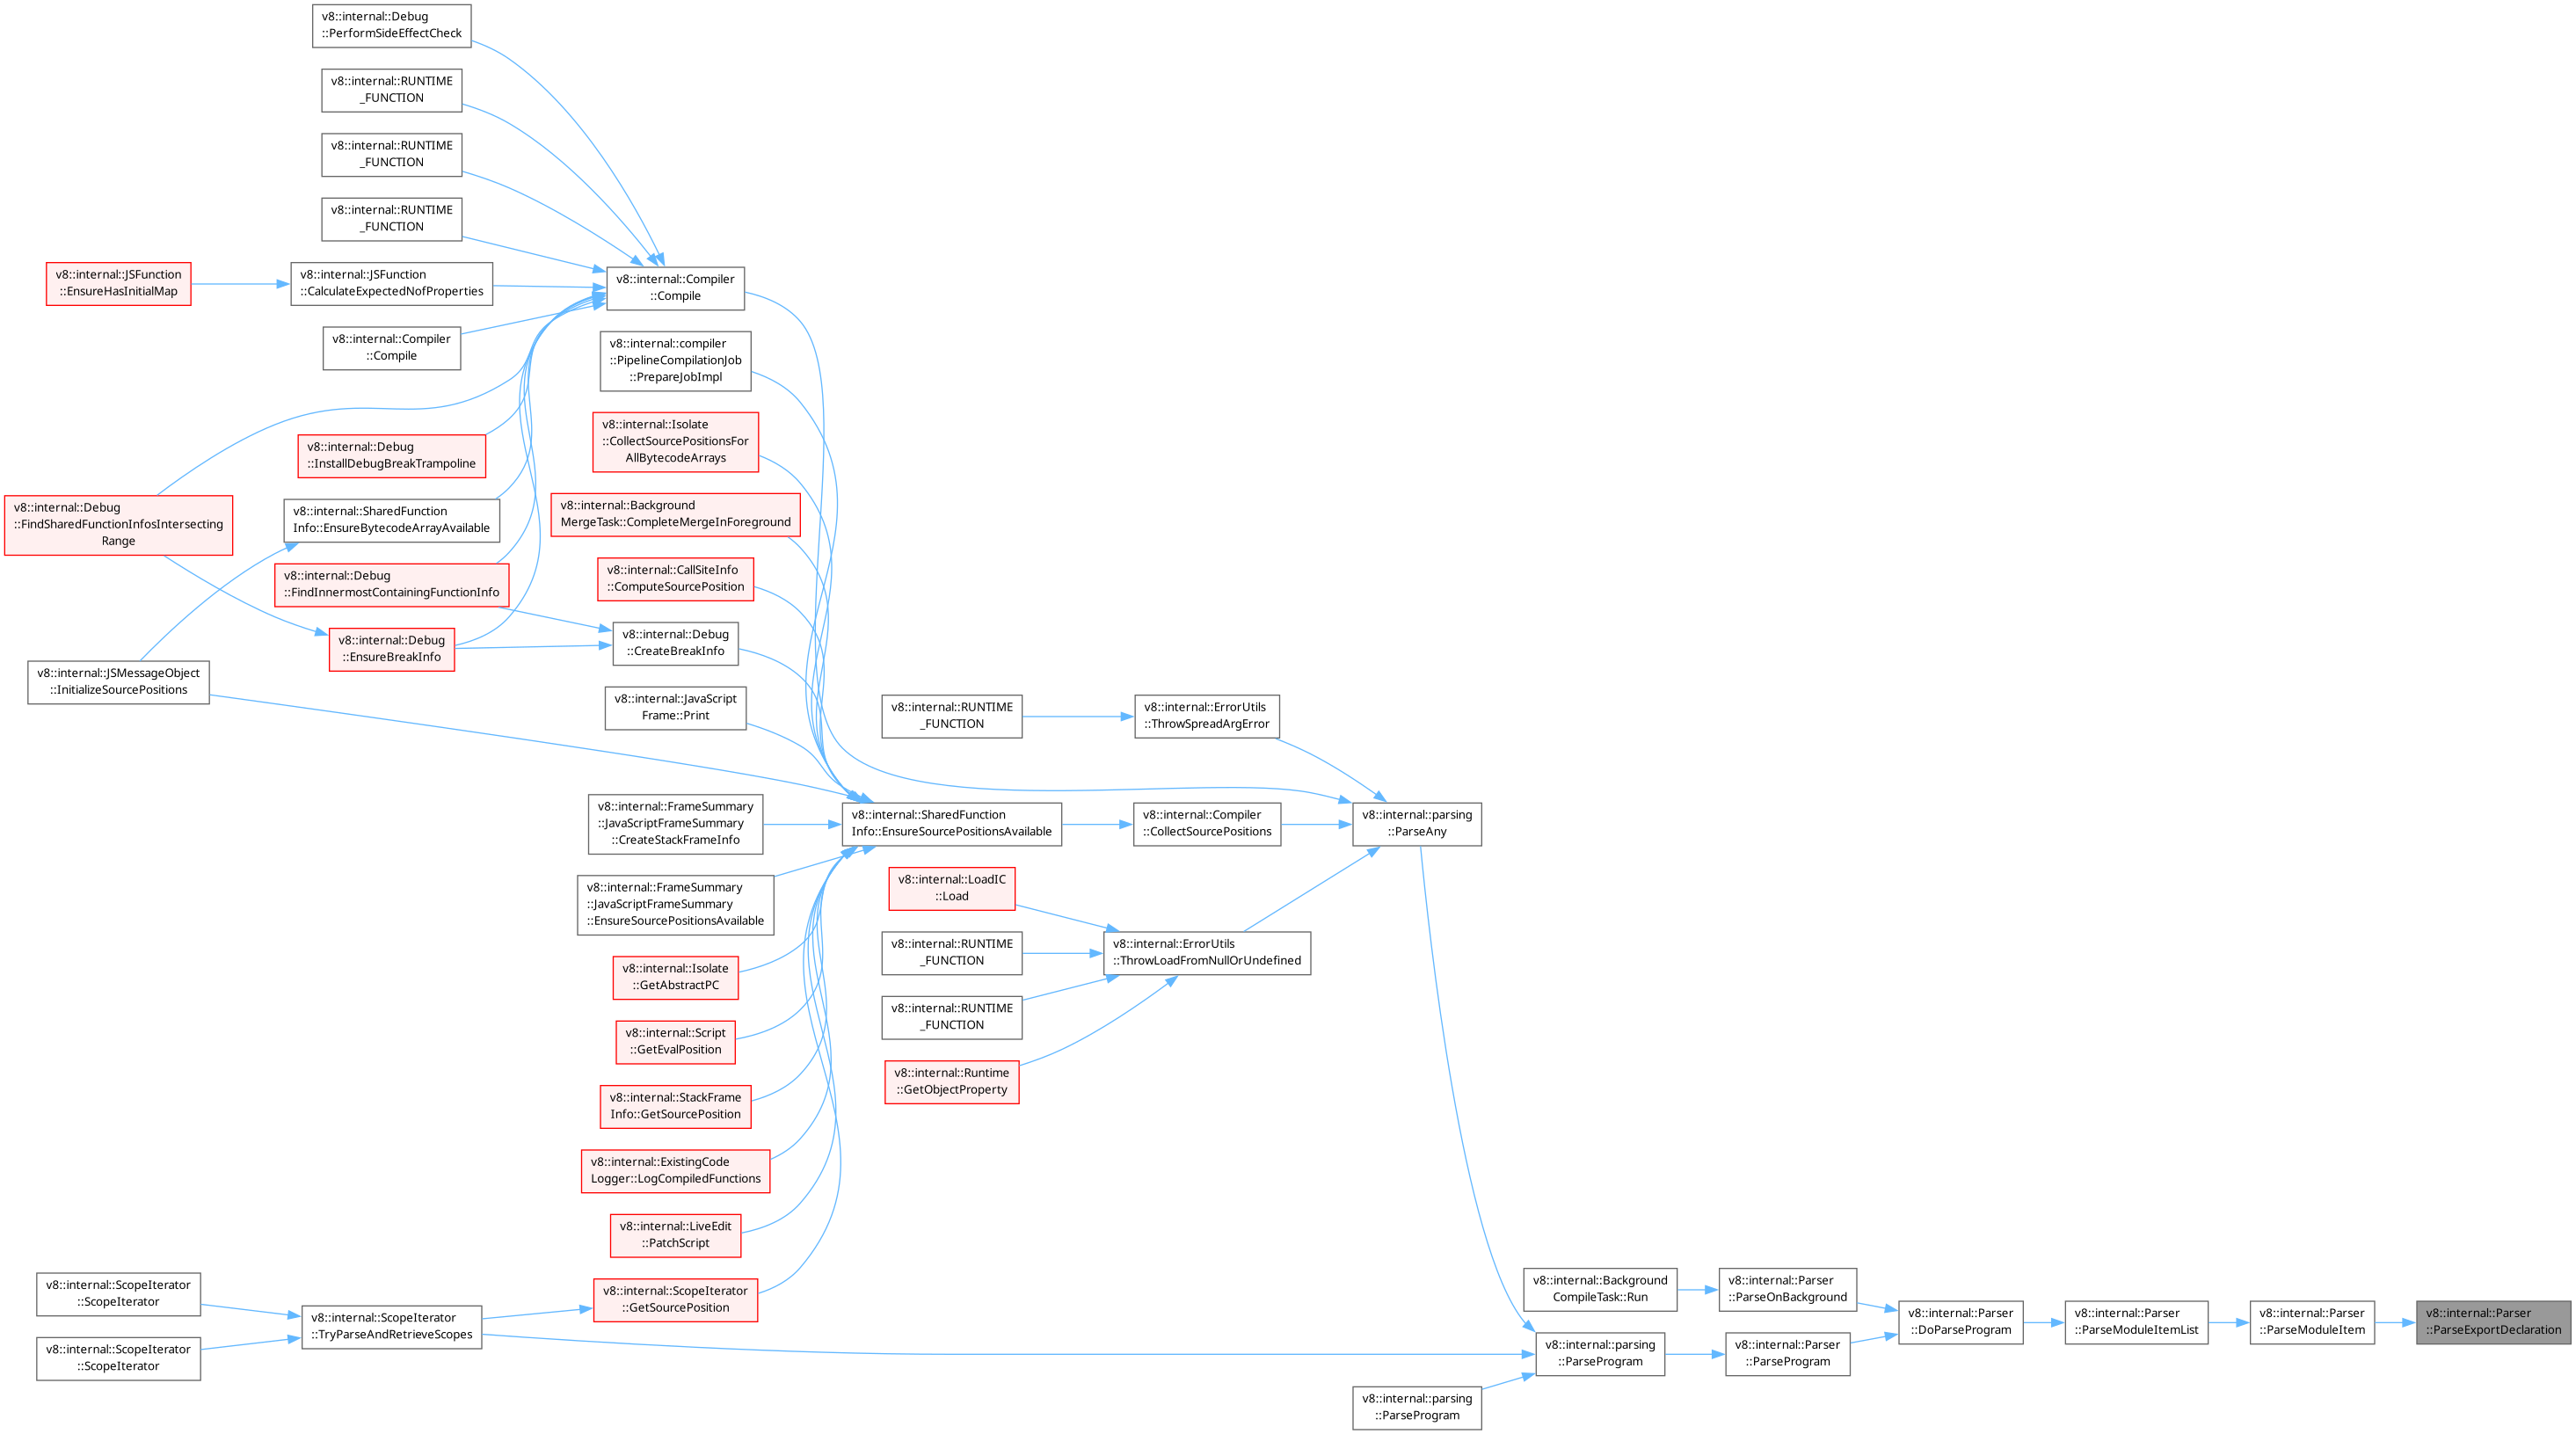 v8::internal::Debug
::PerformSideEffectCheck
v8::internal::RUNTIME
_FUNCTION
v8::internal::RUNTIME
_FUNCTION
v8::internal::RUNTIME
_FUNCTION
v8::internal::JSFunction
::EnsureHasInitialMap
v8::internal::JSFunction
::CalculateExpectedNofProperties
v8::internal::Compiler
::Compile
v8::internal::Compiler
::Compile
v8::internal::compiler
::PipelineCompilationJob
::PrepareJobImpl
v8::internal::Isolate
::CollectSourcePositionsFor
AllBytecodeArrays
v8::internal::Debug
::InstallDebugBreakTrampoline
v8::internal::Debug
::FindSharedFunctionInfosIntersecting
Range
v8::internal::SharedFunction
Info::EnsureBytecodeArrayAvailable
v8::internal::Background
MergeTask::CompleteMergeInForeground
v8::internal::Debug
::FindInnermostContainingFunctionInfo
v8::internal::CallSiteInfo
::ComputeSourcePosition
v8::internal::Debug
::EnsureBreakInfo
v8::internal::Debug
::CreateBreakInfo
v8::internal::JSMessageObject
::InitializeSourcePositions
v8::internal::JavaScript
Frame::Print
v8::internal::RUNTIME
_FUNCTION
v8::internal::ErrorUtils
::ThrowSpreadArgError
v8::internal::FrameSummary
::JavaScriptFrameSummary
::CreateStackFrameInfo
v8::internal::SharedFunction
Info::EnsureSourcePositionsAvailable
v8::internal::Compiler
::CollectSourcePositions
v8::internal::parsing
::ParseAny
v8::internal::FrameSummary
::JavaScriptFrameSummary
::EnsureSourcePositionsAvailable
v8::internal::LoadIC
::Load
v8::internal::RUNTIME
_FUNCTION
v8::internal::ErrorUtils
::ThrowLoadFromNullOrUndefined
v8::internal::Isolate
::GetAbstractPC
v8::internal::RUNTIME
_FUNCTION
v8::internal::Script
::GetEvalPosition
v8::internal::Runtime
::GetObjectProperty
v8::internal::StackFrame
Info::GetSourcePosition
v8::internal::ExistingCode
Logger::LogCompiledFunctions
v8::internal::LiveEdit
::PatchScript
v8::internal::ScopeIterator
::ScopeIterator
v8::internal::ScopeIterator
::GetSourcePosition
v8::internal::Background
CompileTask::Run
v8::internal::Parser
::ParseOnBackground
v8::internal::ScopeIterator
::TryParseAndRetrieveScopes
v8::internal::Parser
::DoParseProgram
v8::internal::Parser
::ParseModuleItemList
v8::internal::Parser
::ParseModuleItem
v8::internal::Parser
::ParseExportDeclaration
v8::internal::ScopeIterator
::ScopeIterator
v8::internal::parsing
::ParseProgram
v8::internal::Parser
::ParseProgram
v8::internal::parsing
::ParseProgram